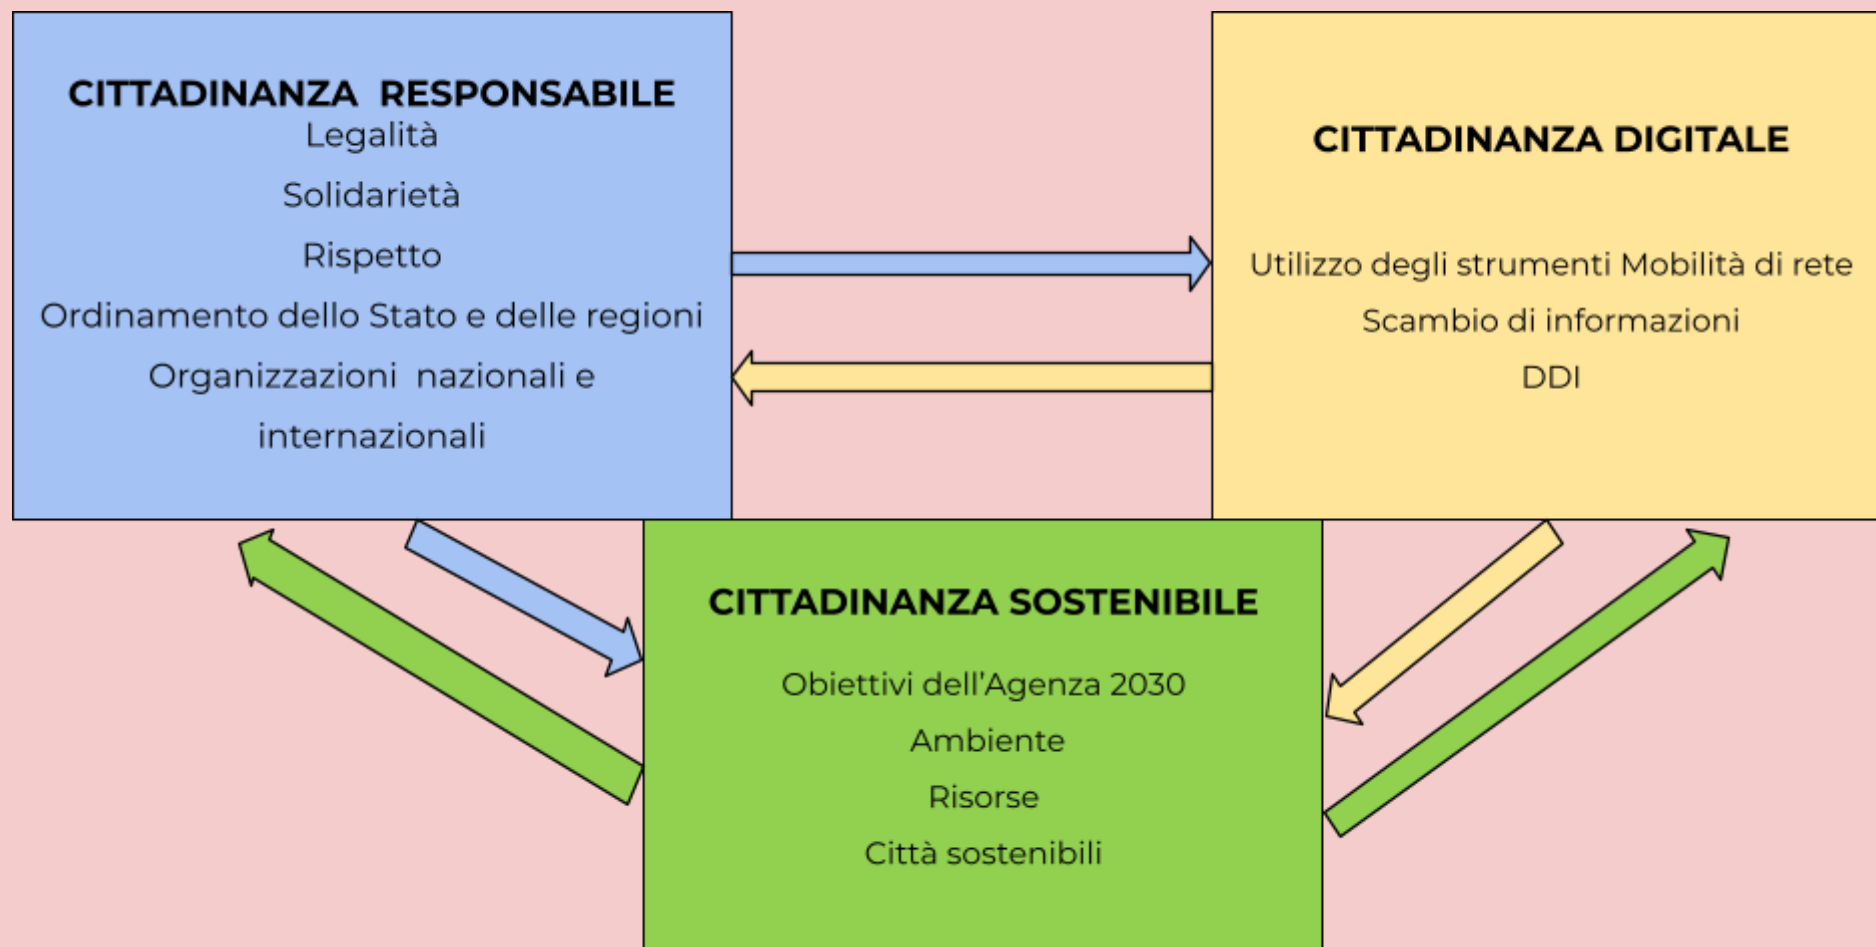 CITTADINANZA  RESPONSABILE
Legalità
Solidarietà
Rispetto
Ordinamento dello Stato e delle regioni
Organizzazioni  nazionali e
internazionali
CITTADINANZA DIGITALE
Utilizzo degli strumenti Mobilità di rete
Scambio di informazioni
DDI
CITTADINANZA SOSTENIBILE
Obiettivi dell'Agenza 2030
Ambiente
Risorse
Città sostenibili